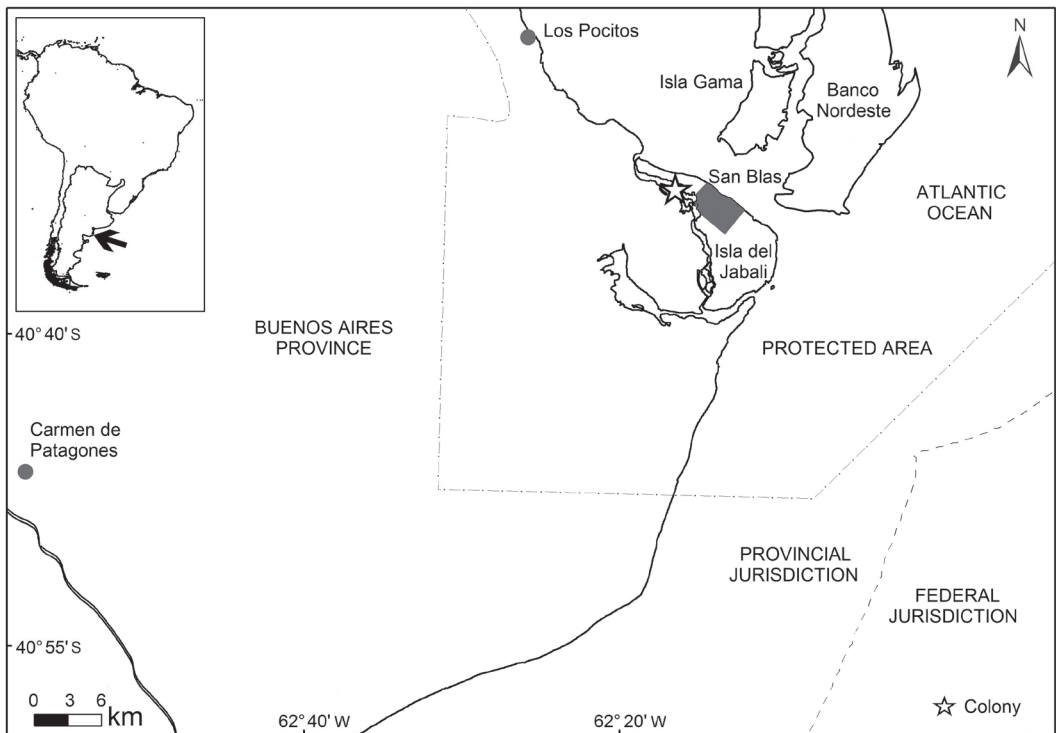 N
Los Pocitos
Isla Gama
Banco
Nordeste
San Blas
ATLANTIC
OCEAN
Isla del
Jabali
40°40' S
BUENOS AIRES
PROVINCE
PROTECTED AREA
Carmen de
Patagones
PROVINCIAL
JURISDICTION
FEDERAL
JURISDICTION
40°55' S
0 3 6
km
62°40' W
62°20' W
Colony